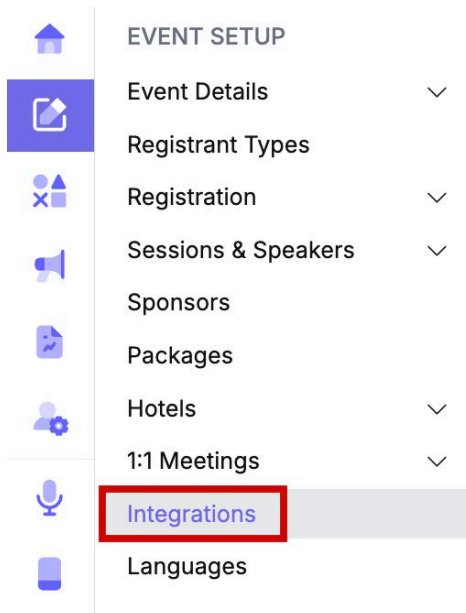 EVENT SETUP
Event Details
Registrant Types
Registration
Sessions & Speakers
Sponsors
Packages
Hotels
1:1 Meetings
Integrations
Languages